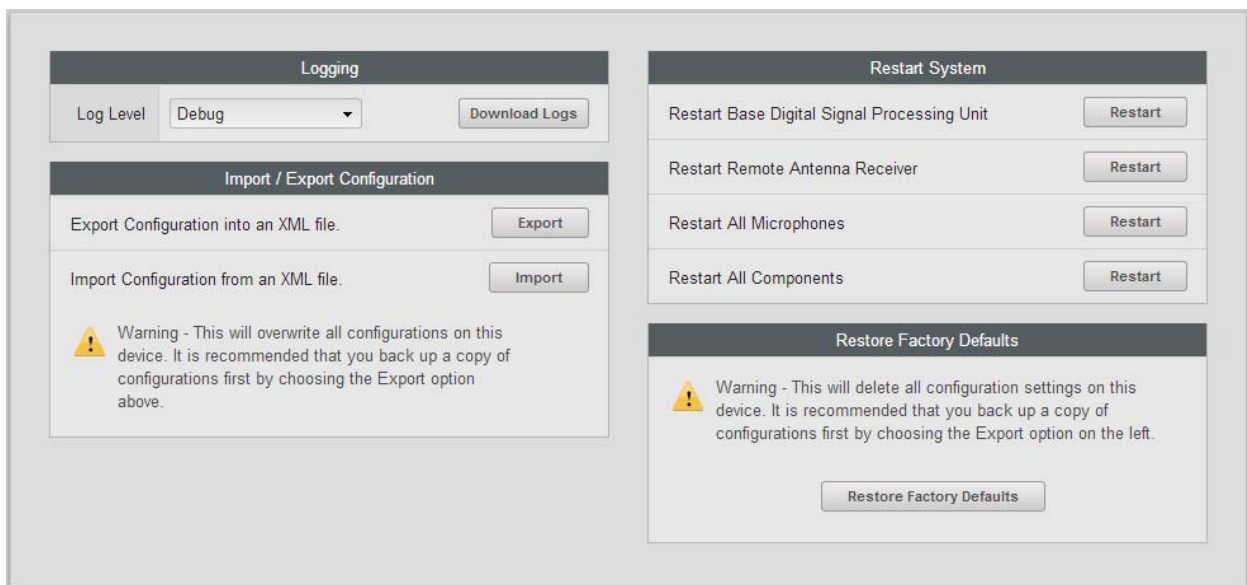 Logging
Log Level
Debug
Download Logs
Import / Export Configuration
Export Configuration into an XML file.
Export
Import Configuration from an XML file.
Import
Warning - This will overwrite all configurations on this
device. It is recommended that you back up a copy of
configurations first by choosing the Export option
above.
Restart System
Restart Base Digital Signal Processing Unit
Restart
Restart Remote Antenna Receiver
Restart
Restart All Microphones
Restart
Restart All Components
Restart
Restore Factory Defaults
Warning - This will delete all configuration settings on this
device. It is recommended that you back up a copy of
configurations first by choosing the Export option on the left.
Restore Factory Defaults